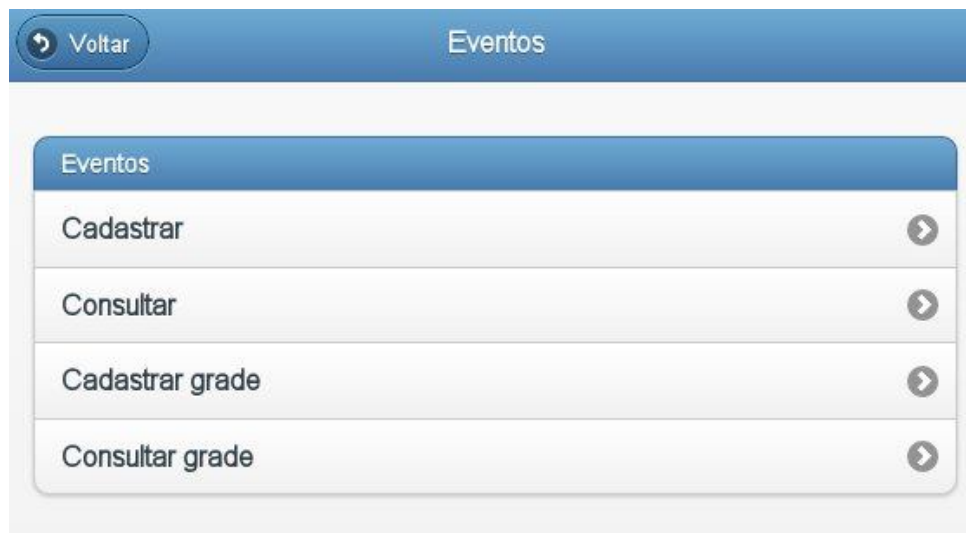 Voltar
Eventos
Eventos
Cadastrar
Consultar
Cadastrar grade
Consultar grade